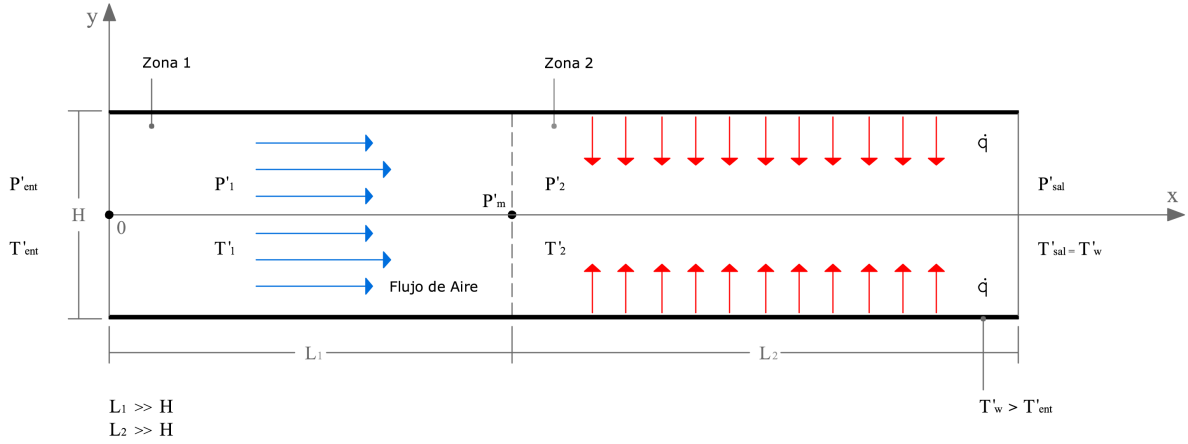 y
Zona 1
Zona 2
q̇
P'ent
P'1
P'm
P'2
P'sal
x
H
0
T'ent
T'1
T'2
T'sal = T'w
Flujo de Aire
q̇
L1
L2
L1 >> H
L2 >> H
T'w > T'ent